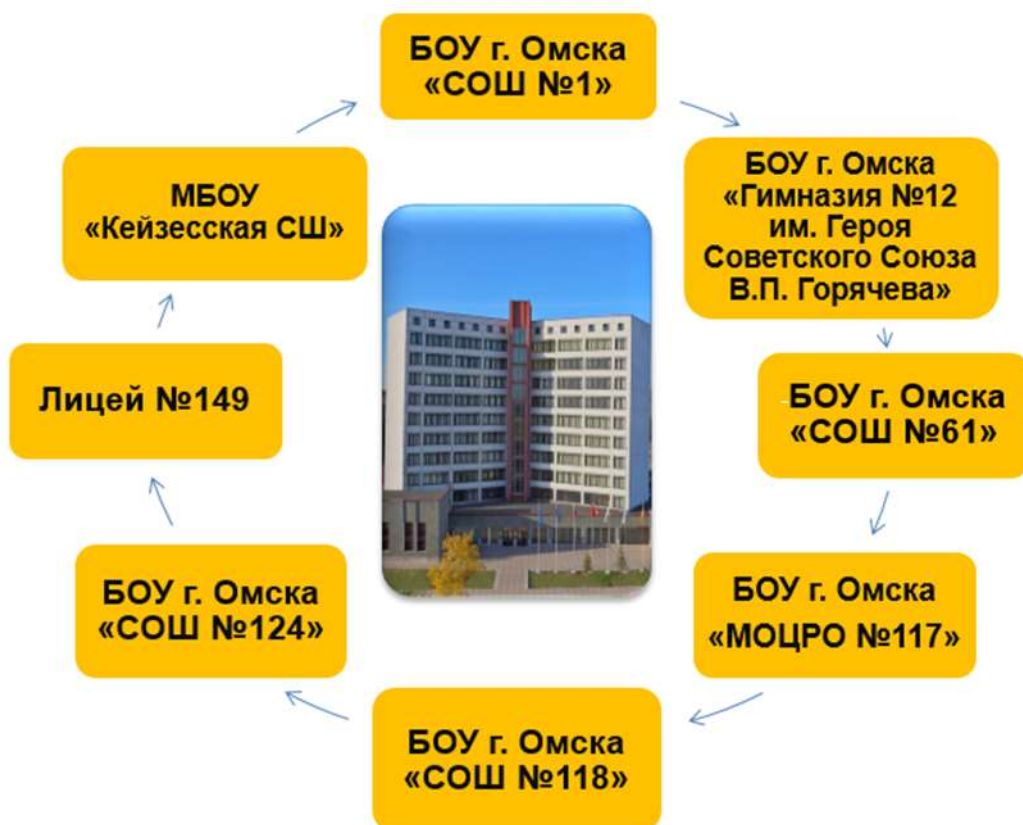 БОУ г. Омска
«СОШ №1»
БОУ г. Омска
«Гимназия №12
им. Героя
Советского Союза
В.П. Горячева»
БОУ г. Омска
«СОШ №61»
БОУ г. Омска
«МОЦРО №117»
БОУ г. Омска
«СОШ №118»
БОУ г. Омска
«СОШ №124»
Лицей №149
МБОУ
«Кейзесская СШ»